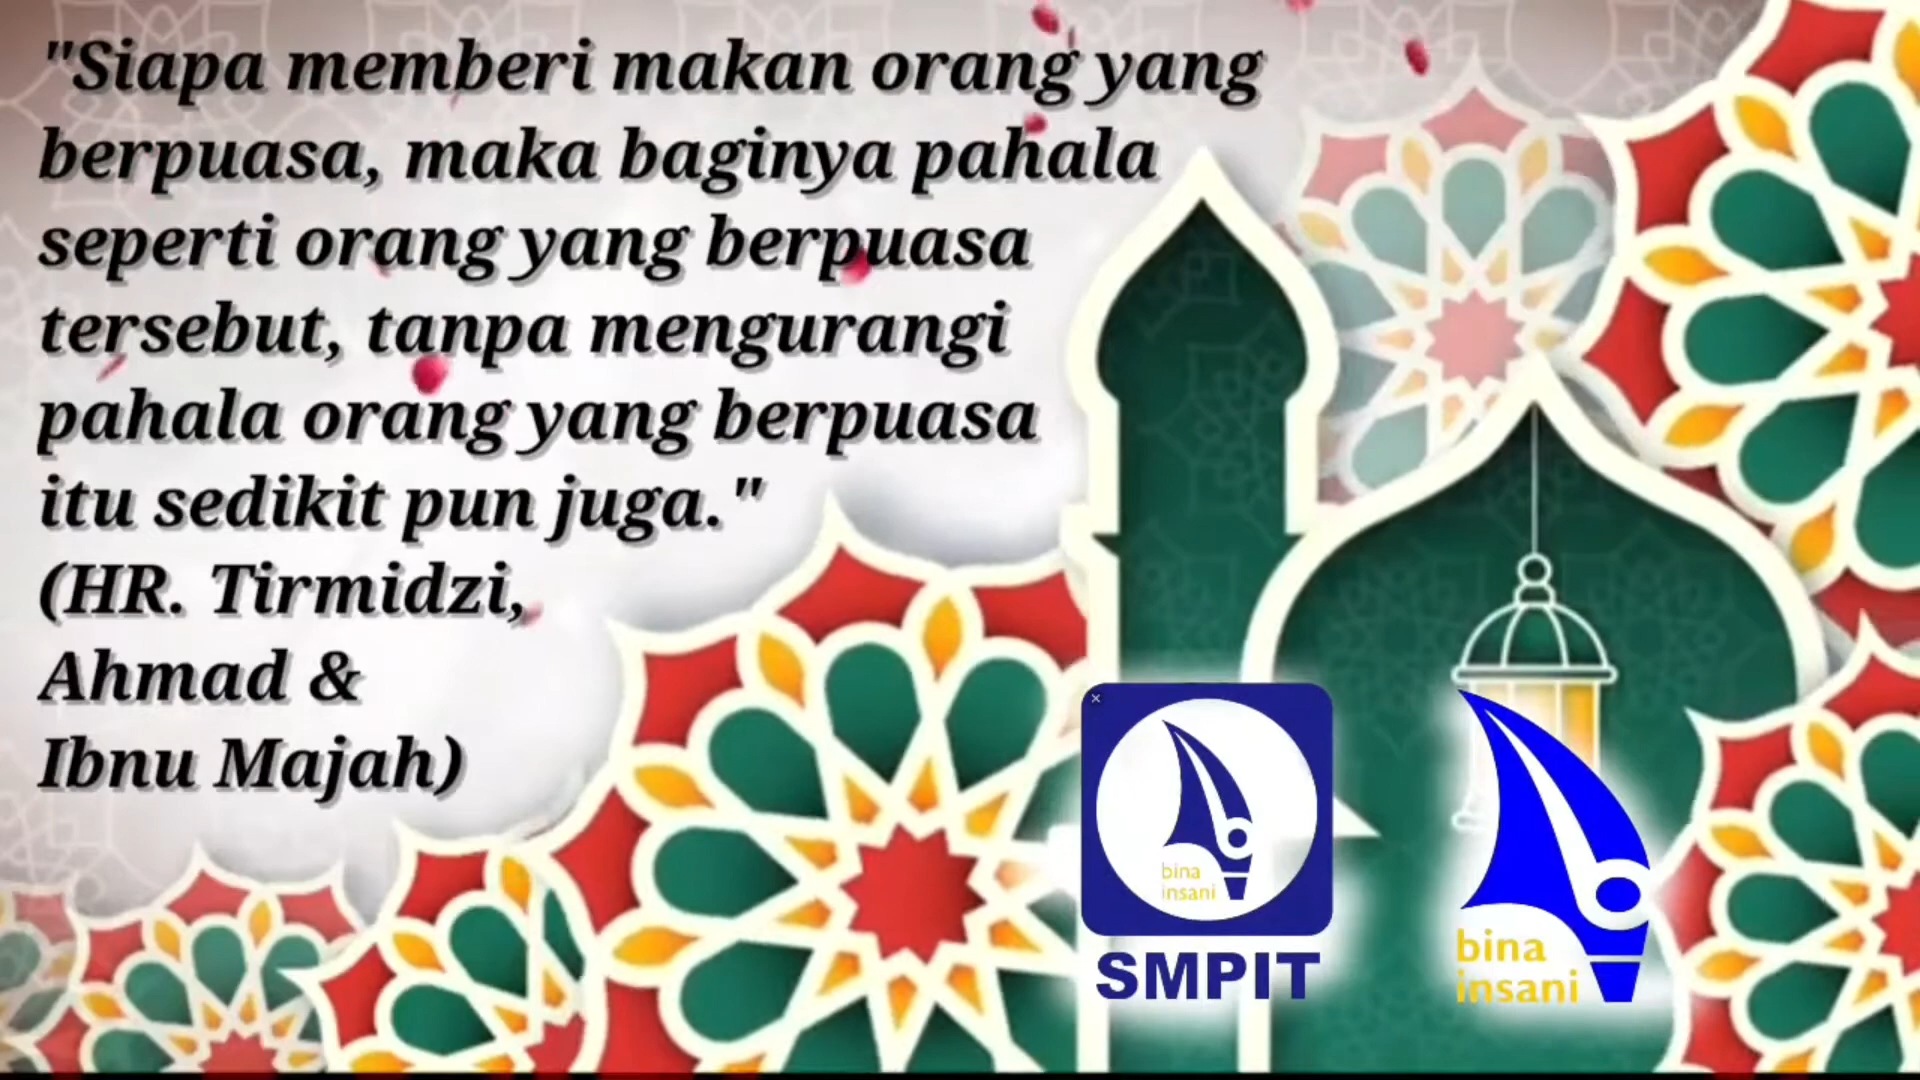 "Siapa memberi makan orang yang
berpuasa, maka baginya pahala
seperti orang yang berpuasa
tersebut, tanpa mengurangi
pahala orang yang berpuasa
itu sedikit pun juga."
(HR. Tirmidzi,
Ahmad &
Ibnu Majah)
bina
insani
SMPIT
bina
insani